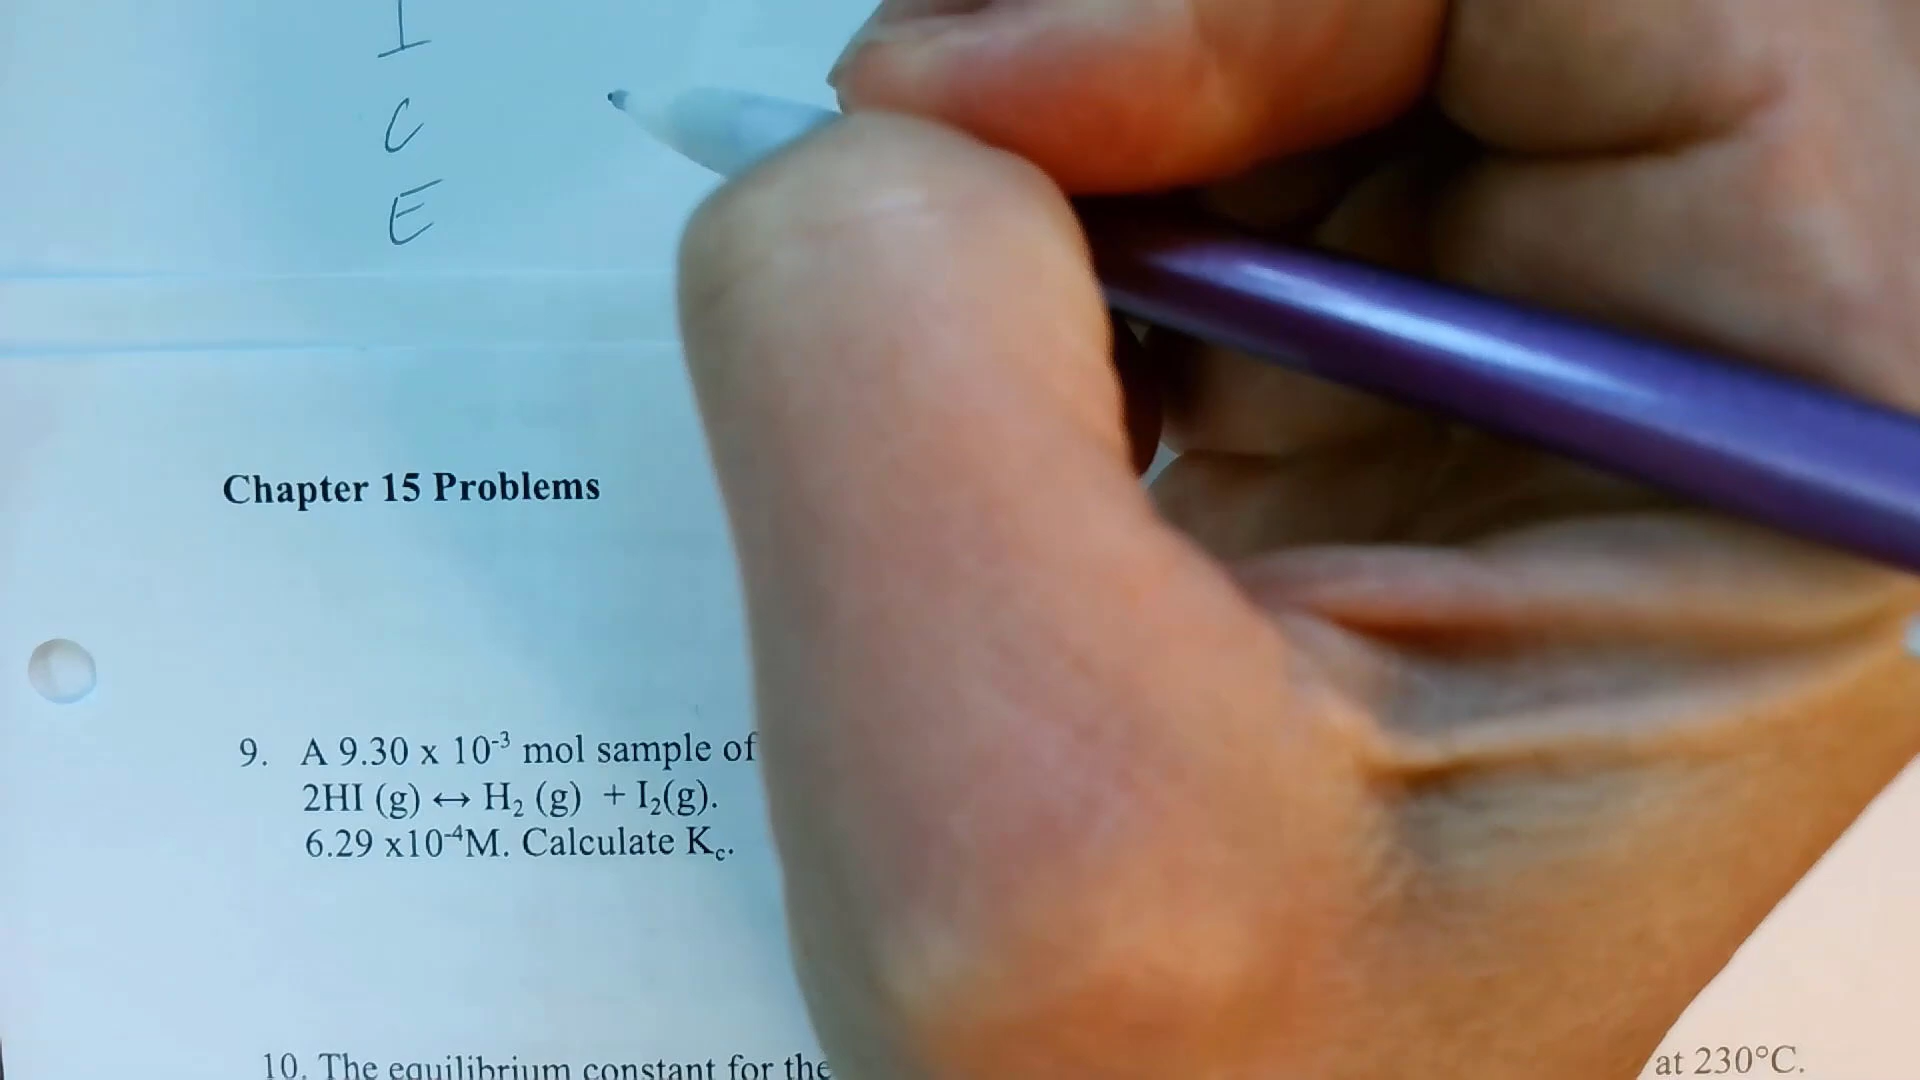 I
C
E
Chapter 15 Problems
9. A 9.30 x 10⁻³ mol sample of
2HI (g) ↔ H₂ (g) + I₂(g).
6.29 x10⁻⁴M. Calculate K꜀.
10. The equilibrium constant for the at 230°C.